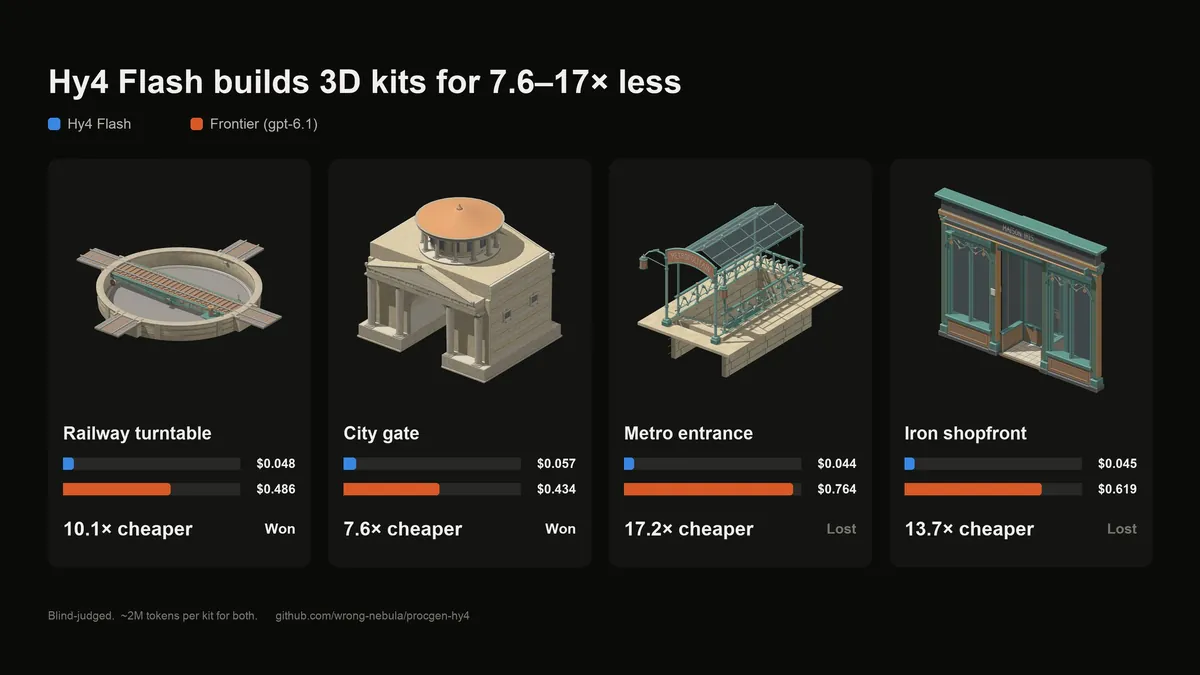 Hy4 Flash builds 3D kits for 7.6–17× less
Hy4 Flash
Frontier (gpt-6.1)
METROPOLITAIN
Railway turntable
$0.048
$0.486
10.1× cheaper
Won
City gate
$0.057
$0.434
7.6× cheaper
Won
Metro entrance
$0.044
$0.764
17.2× cheaper
Lost
Iron shopfront
$0.045
$0.619
13.7× cheaper
Lost
Blind-judged. ~2M tokens per kit for both.
github.com/wrong-nebula/procgen-hy4